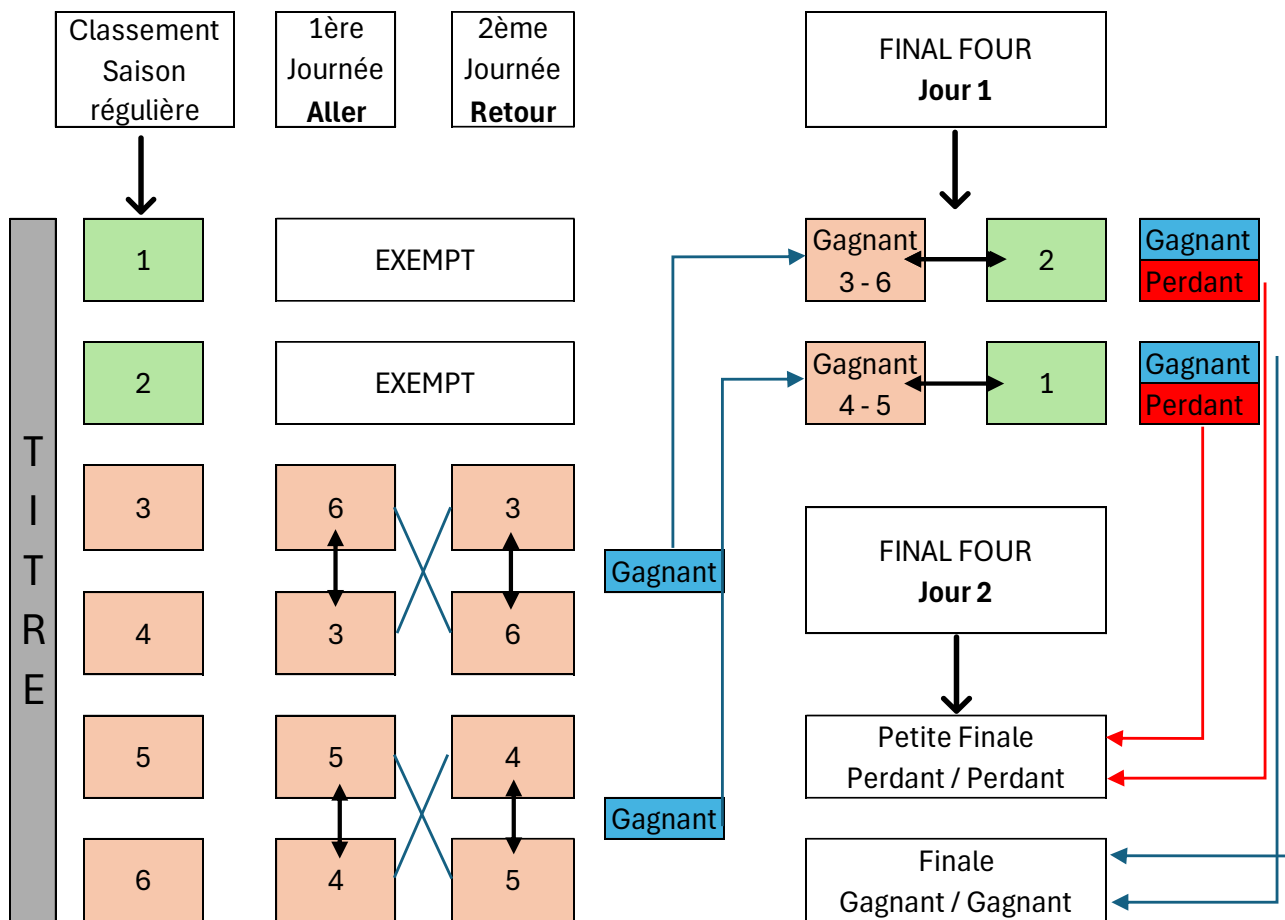 Classement
Saison
régulière
1ère
Journée
Aller
2ème
Journée
Retour
FINAL FOUR
Jour 1
TITRE
1
EXEMPT
2
EXEMPT
3
6
3
4
3
6
5
5
4
6
4
5
Gagnant
Gagnant
Gagnant
3 - 6
2
Gagnant
Perdant
Gagnant
4 - 5
1
Gagnant
Perdant
FINAL FOUR
Jour 2
Petite Finale
Perdant / Perdant
Finale
Gagnant / Gagnant